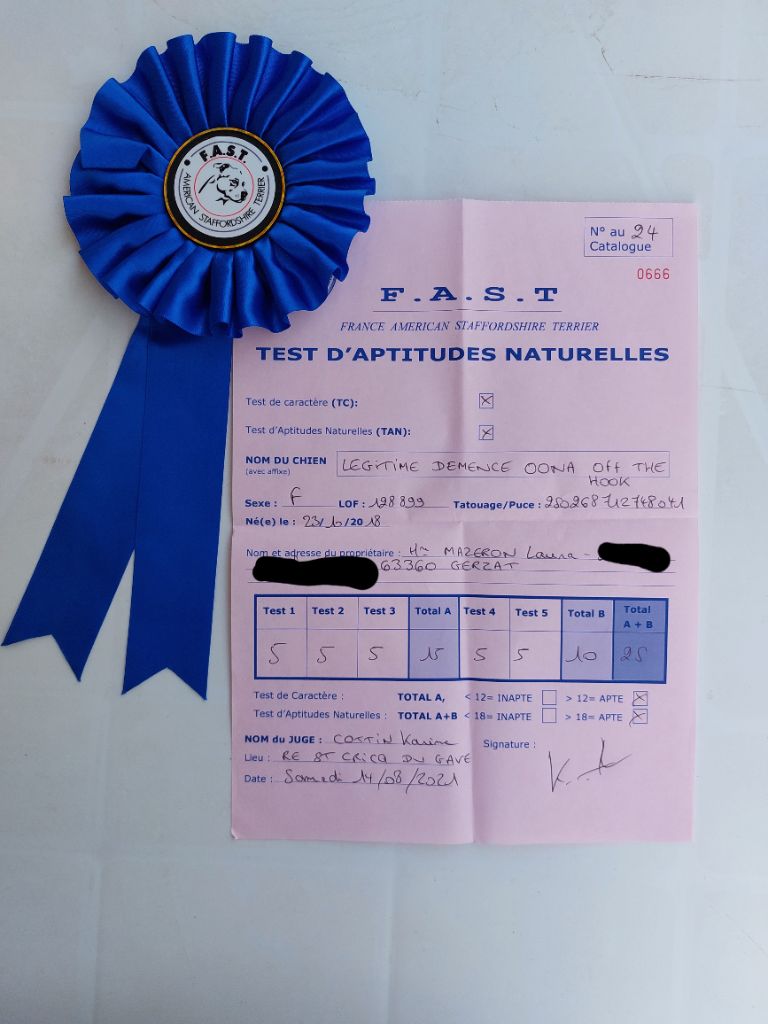 F.A.S.T.
AMERICAN STAFFORDSHIRE TERRIER
N° au 24
Catalogue
0666
F.A.S.T
FRANCE AMERICAN STAFFORDSHIRE TERRIER
TEST D'APTITUDES NATURELLES
Test de caractère (TC): X
Test d'Aptitudes Naturelles (TAN): X
NOM DU CHIEN LEGITIME DEMENCE OONA OFF THE
(avec affixe) HOOK
Sexe : F LOF : 128899 Tatouage/Puce : 250268712748041
Né(e) le : 23/10/2018
Nom et adresse du propriétaire : Mme MAZERON Laura -
63360 GERZAT
Test 1 Test 2 Test 3 Total A Test 4 Test 5 Total B Total A + B
5 5 5 15 5 5 10 25
Test de Caractère : TOTAL A, < 12= INAPTE > 12= APTE X
Test d'Aptitudes Naturelles : TOTAL A+B < 18= INAPTE > 18= APTE X
NOM du JUGE : COTTIN Karine Signature :
Lieu : RE ST CRICQ DU GAVE
Date : Samedi 14/08/2021